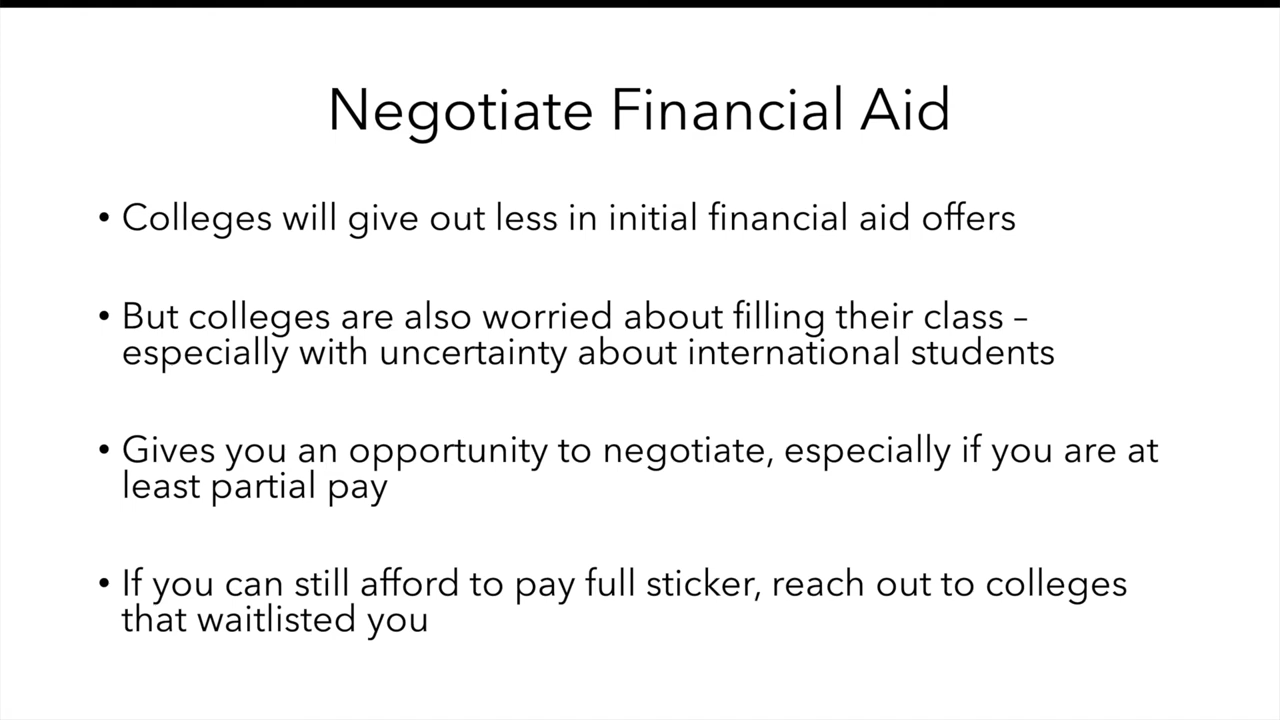 Negotiate Financial Aid
• Colleges will give out less in initial financial aid offers
• But colleges are also worried about filling their class –
especially with uncertainty about international students
• Gives you an opportunity to negotiate, especially if you are at
least partial pay
• If you can still afford to pay full sticker, reach out to colleges
that waitlisted you